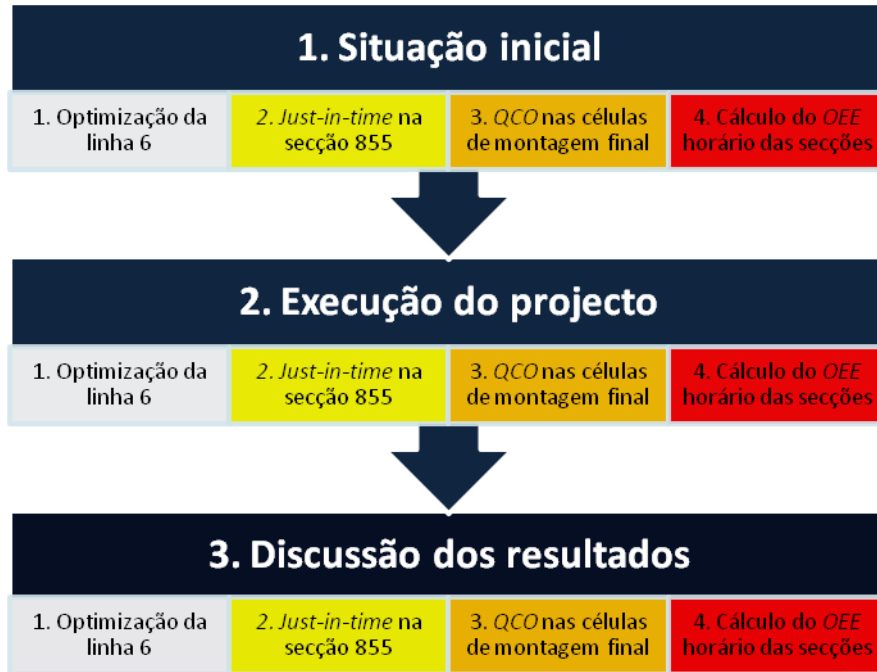 1. Situação inicial
1. Optimização da
linha 6
2. Just-in-time na
secção 855
3. QCO nas células
de montagem final
4. Cálculo do OEE
horário das secções
2. Execução do projecto
1. Optimização da
linha 6
2. Just-in-time na
secção 855
3. QCO nas células
de montagem final
4. Cálculo do OEE
horário das secções
3. Discussão dos resultados
1. Optimização da
linha 6
2. Just-in-time na
secção 855
3. QCO nas células
de montagem final
4. Cálculo do OEE
horário das secções